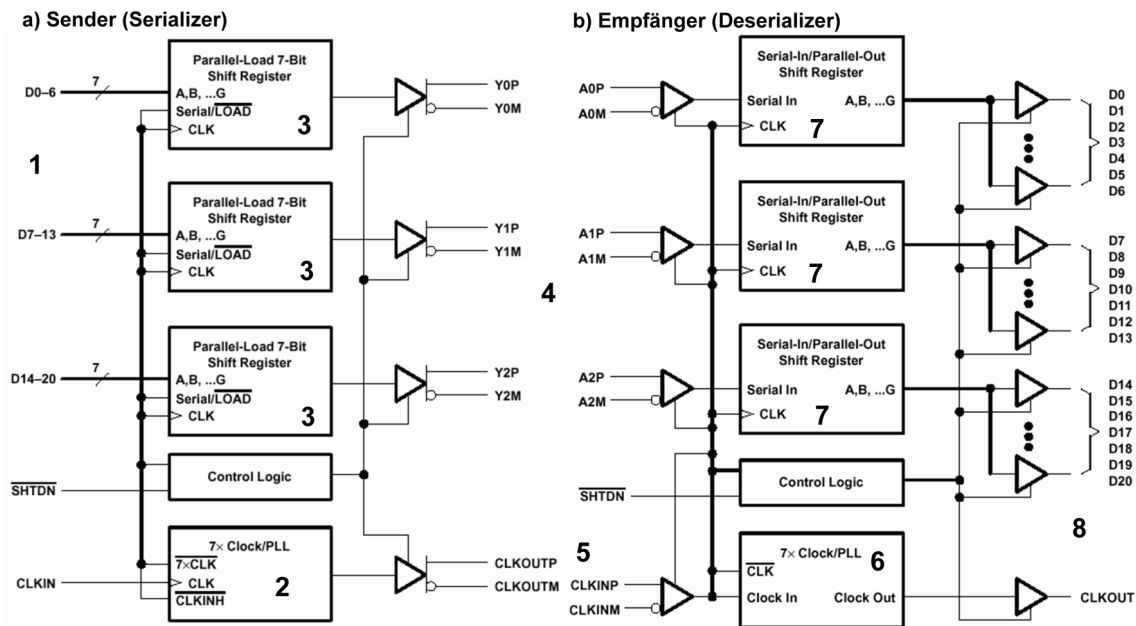 a) Sender (Serializer)
D0–6
7
Parallel-Load 7-Bit
Shift Register
A,B, ...G
Serial/LOAD
CLK
3
Y0P
Y0M
1
D7–13
7
Parallel-Load 7-Bit
Shift Register
A,B, ...G
Serial/LOAD
CLK
3
Y1P
Y1M
D14–20
7
Parallel-Load 7-Bit
Shift Register
A,B, ...G
Serial/LOAD
CLK
3
Y2P
Y2M
SHTDN
Control Logic
7× Clock/PLL
7×CLK
CLKIN
CLK
CLKINH
2
CLKOUTP
CLKOUTM
4
b) Empfänger (Deserializer)
A0P
A0M
Serial-In/Parallel-Out
Shift Register
Serial In
A,B, ...G
CLK
7
D0
D1
D2
D3
D4
D5
D6
A1P
A1M
Serial-In/Parallel-Out
Shift Register
Serial In
A,B, ...G
CLK
7
D7
D8
D9
D10
D11
D12
D13
A2P
A2M
Serial-In/Parallel-Out
Shift Register
Serial In
A,B, ...G
CLK
7
D14
D15
D16
D17
D18
D19
D20
SHTDN
Control Logic
8
5
CLKINP
CLKINM
7× Clock/PLL
6
CLK
Clock In
Clock Out
CLKOUT